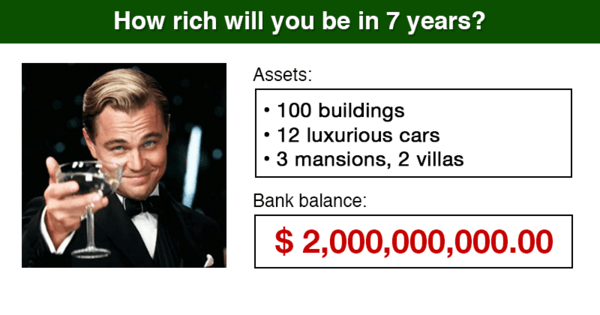 How rich will you be in 7 years?
Assets:
• 100 buildings
• 12 luxurious cars
• 3 mansions, 2 villas
Bank balance:
$ 2,000,000,000.00